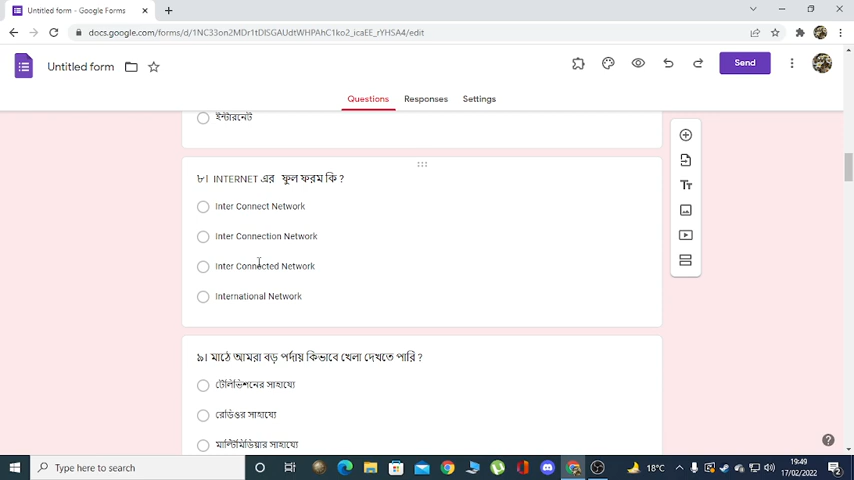 Untitled form - Google Forms
docs.google.com/forms/d/1NC33on2MDr1tDlSGAUdtWHPAhC1ko2_icaEE_rYHSA4/edit
Untitled form
Send
Questions Responses Settings
ইন্টারনেট
৮। INTERNET এর ফুল ফরম কি ?
Inter Connect Network
Inter Connection Network
Inter Connected Network
International Network
৯। মাঠে আমরা বড় পর্দায় কিভাবে খেলা দেখতে পারি ?
টেলিভিশনের সাহায্যে
রেডিওর সাহায্যে
মাল্টিমিডিয়ার সাহায্যে
Type here to search
18°C
19:49
17/02/2022
2